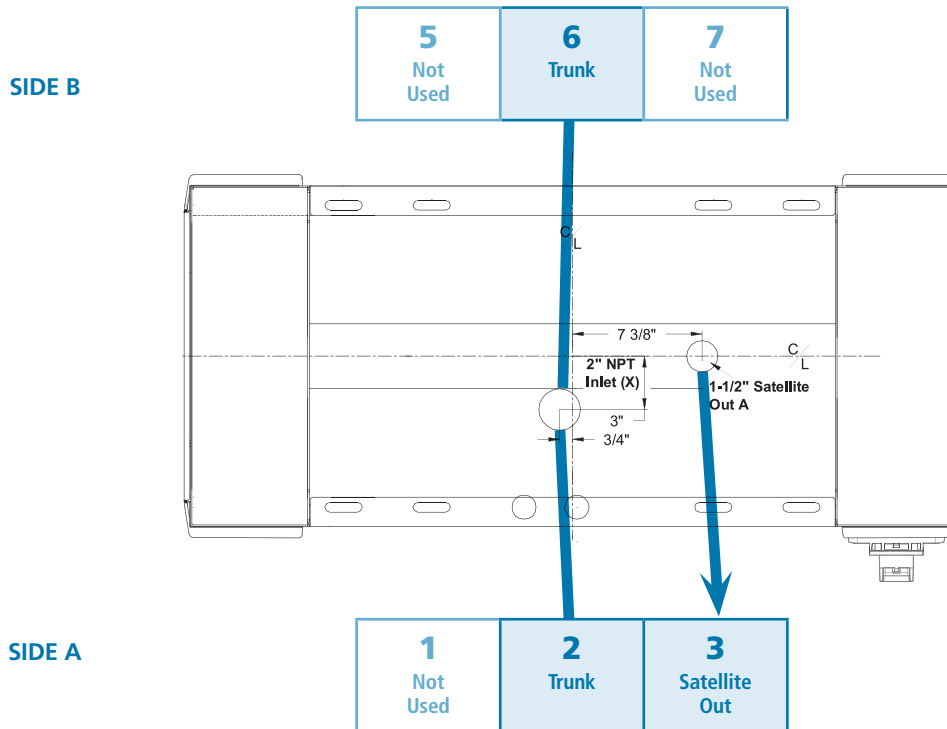 5
Not
Used
6
Trunk
7
Not
Used
SIDE B
C
L
7 3/8"
C
L
2" NPT
Inlet (X)
1-1/2" Satellite
Out A
3"
3/4"
SIDE A
1
Not
Used
2
Trunk
3
Satellite
Out